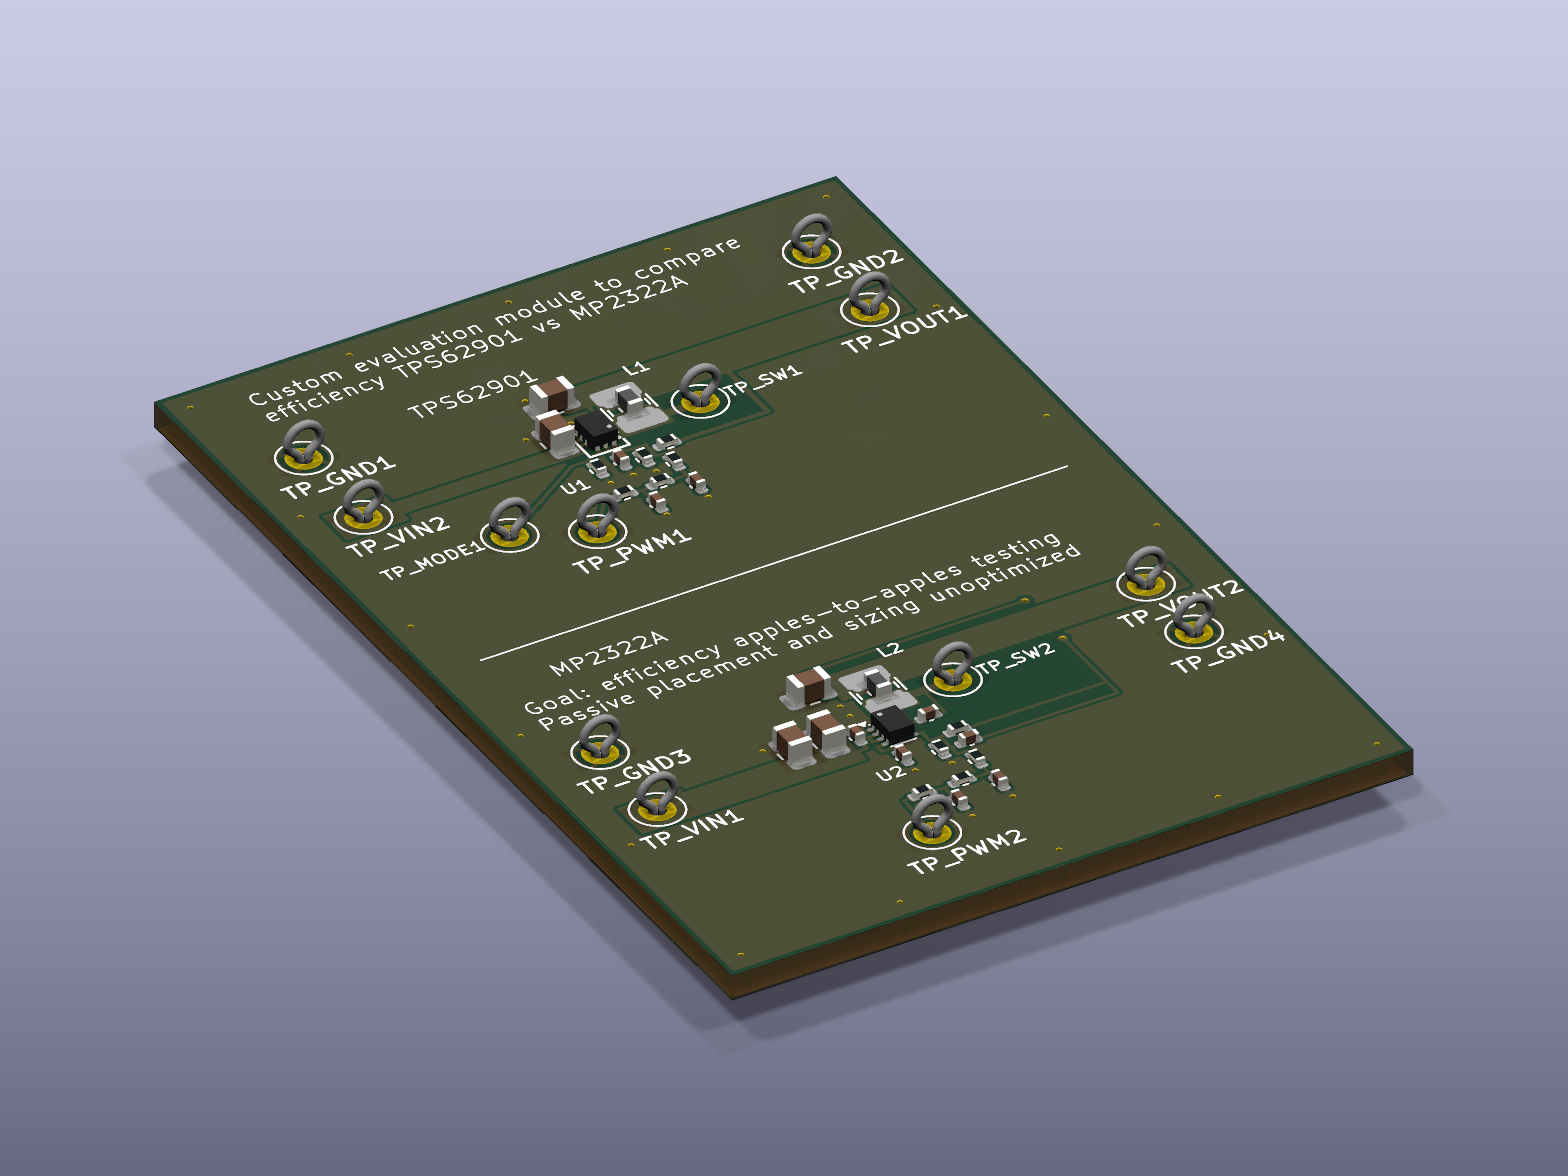 Custom evaluation module to compare
efficiency TPS62901 vs MP2322A
TP_GND2
TP_VOUT1
TPS62901
L1
TP_SW1
TP_GND1
TP_VIN2
U1
TP_MODE1
TP_PWM1
MP2322A
Goal: efficiency apples-to-apples testing
Passive placement and sizing unoptimized
TP_VOUT2
TP_GND4
L2
TP_SW2
TP_GND3
TP_VIN1
U2
TP_PWM2